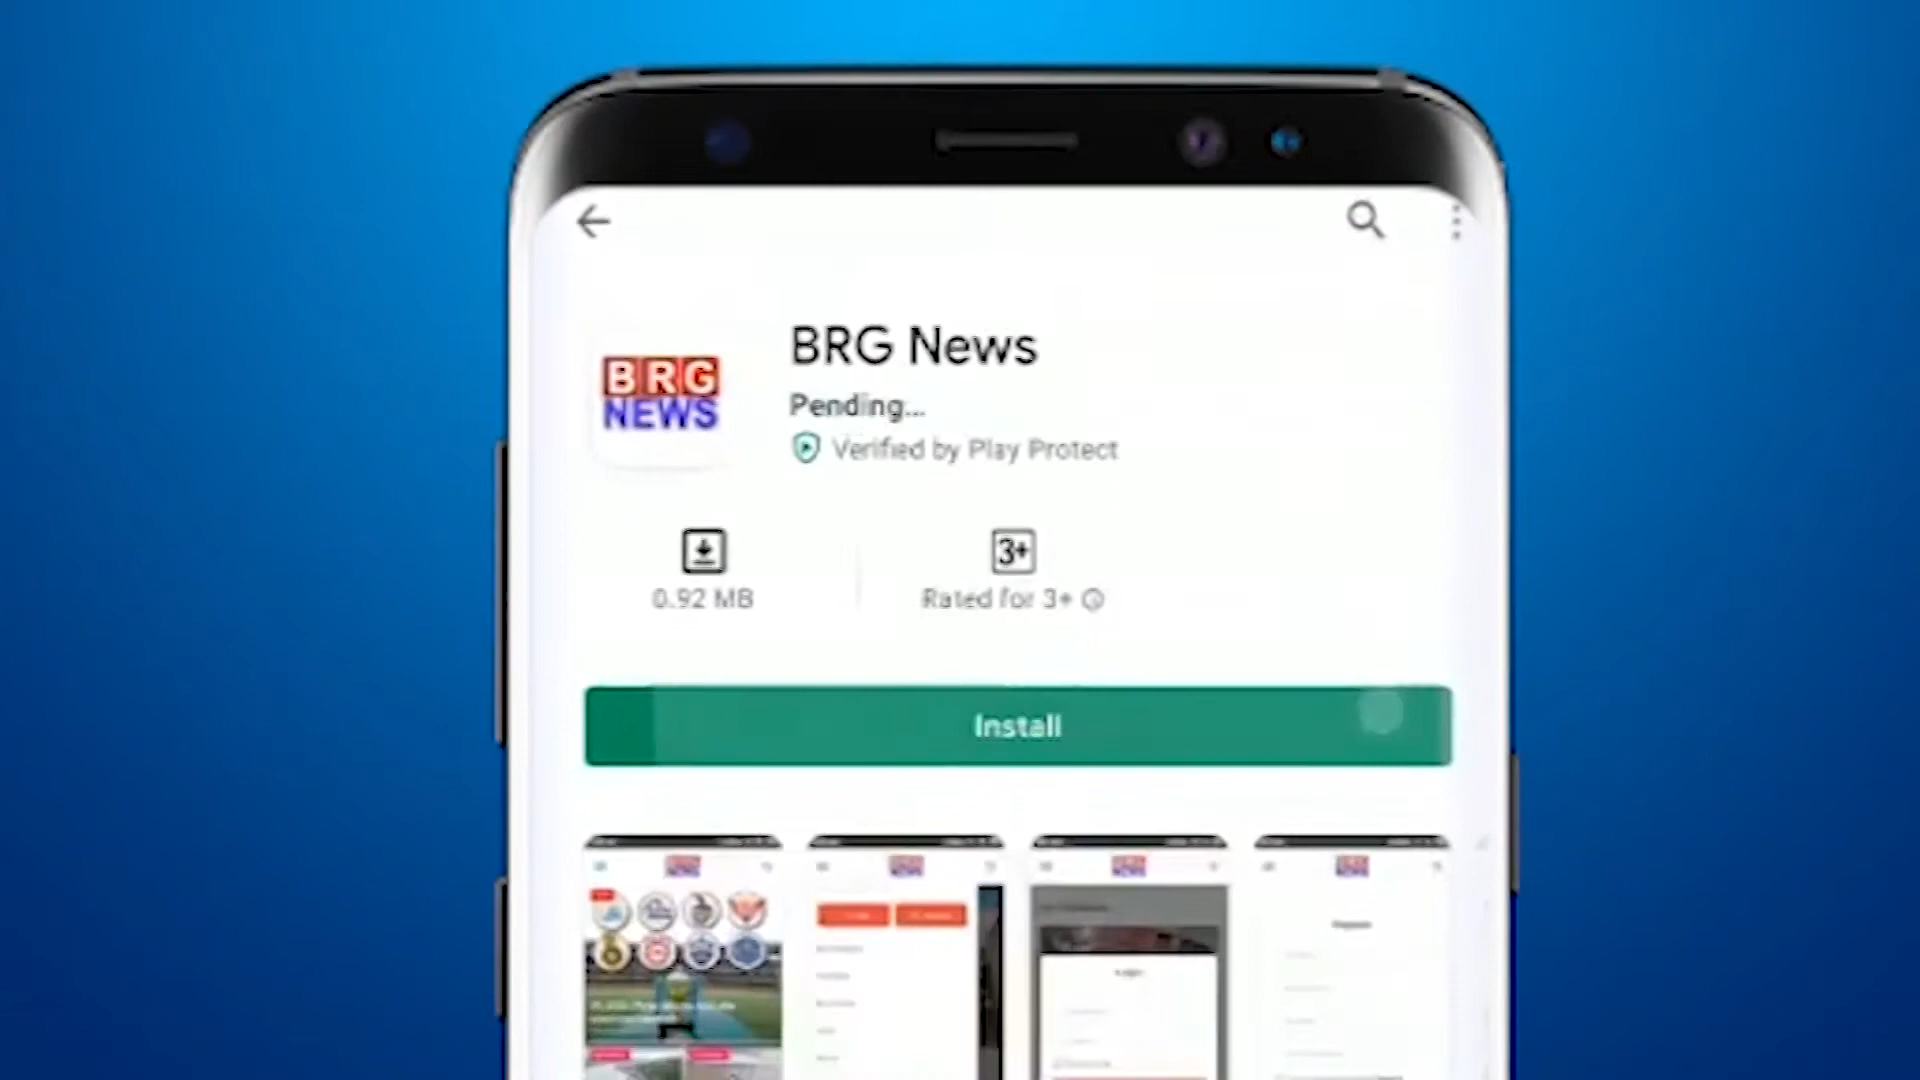 BRG News
BRG
NEWS
Pending...
Verified by Play Protect
3+
0.92 MB
Rated for 3+
Install